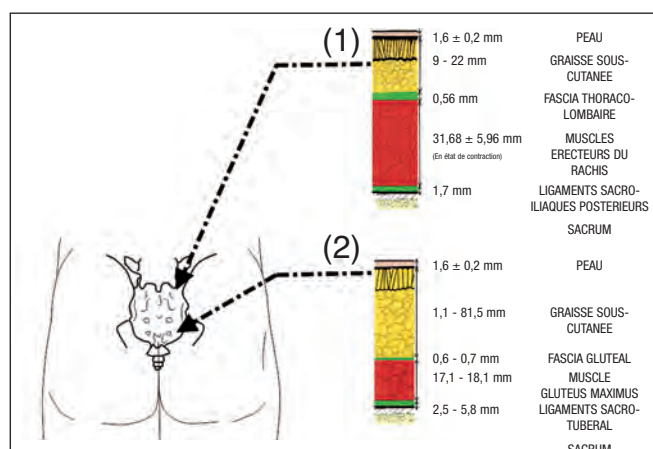 (1)
1,6 ± 0,2 mm PEAU
9 - 22 mm GRAISSE SOUS-
CUTANEE
0,56 mm FASCIA THORACO-
LOMBAIRE
31,68 ± 5,96 mm MUSCLES
(En état de contraction) ERECTEURS DU
RACHIS
1,7 mm LIGAMENTS SACRO-
ILIAQUES POSTERIEURS
SACRUM
(2)
1,6 ± 0,2 mm PEAU
1,1 - 81,5 mm GRAISSE SOUS-
CUTANEE
0,6 - 0,7 mm FASCIA GLUTEAL
17,1 - 18,1 mm MUSCLE
GLUTEUS MAXIMUS
2,5 - 5,8 mm LIGAMENTS SACRO-
TUBERAL
SACRUM